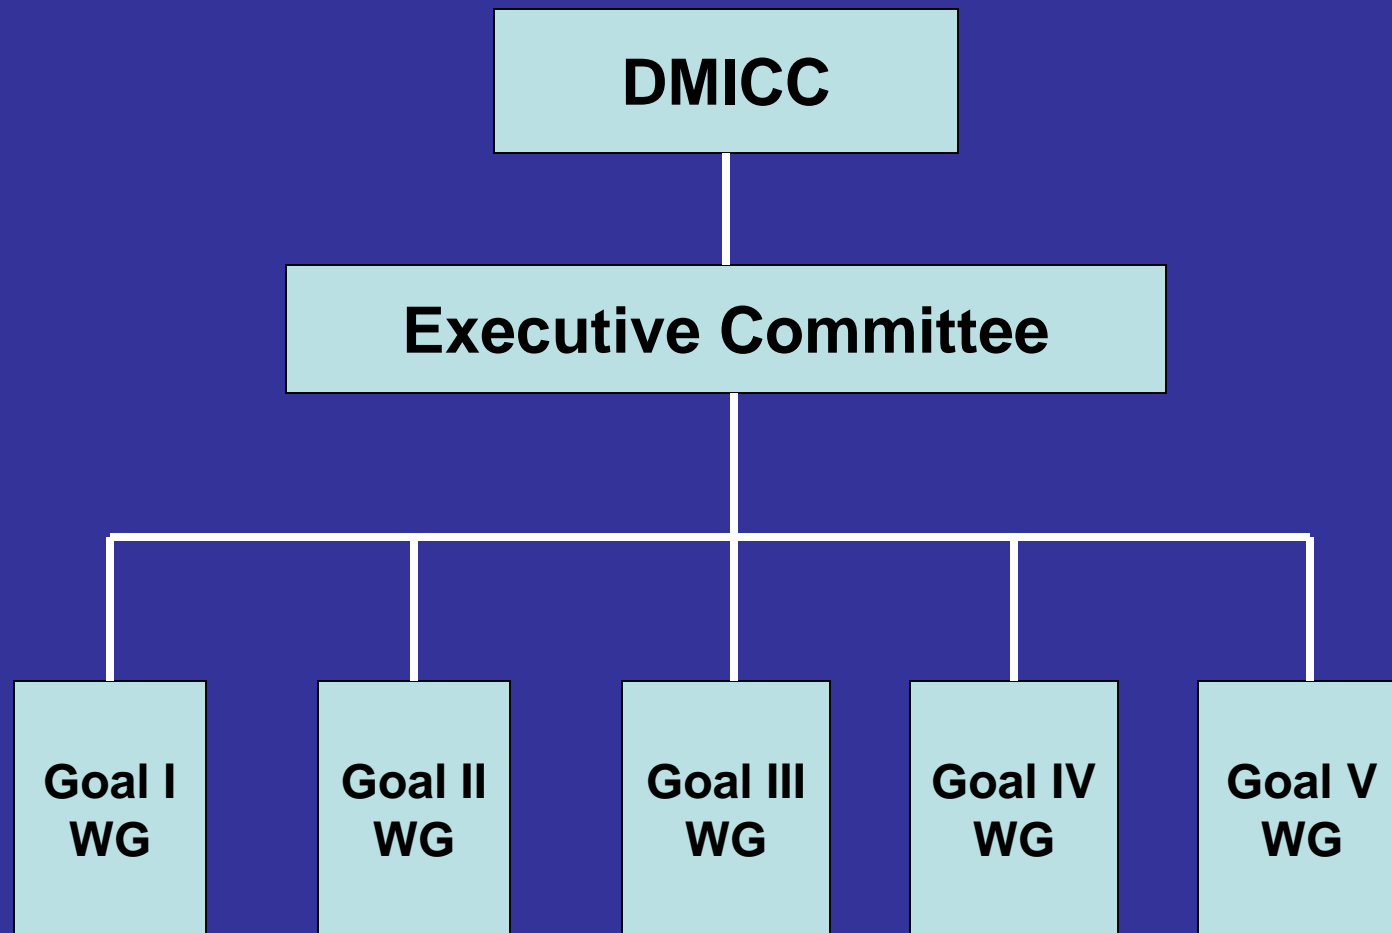 DMICC
Executive Committee
Goal I
WG
Goal II
WG
Goal III
WG
Goal IV
WG
Goal V
WG